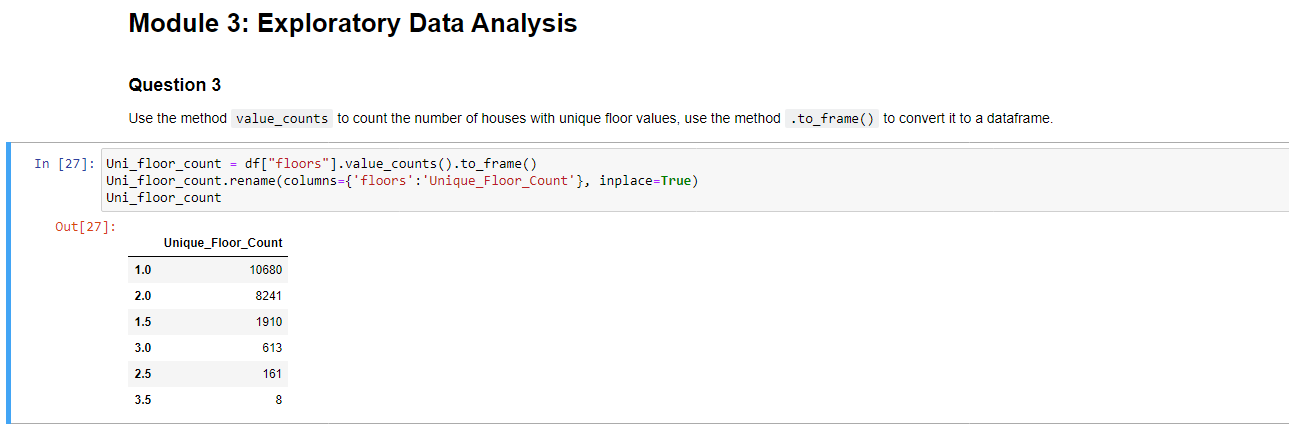 Module 3: Exploratory Data Analysis
Question 3
Use the method value_counts to count the number of houses with unique floor values, use the method .to_frame() to convert it to a dataframe.
In [27]: Uni_floor_count = df["floors"].value_counts().to_frame()
Uni_floor_count.rename(columns={'floors':'Unique_Floor_Count'}, inplace=True)
Uni_floor_count
Out[27]:
Unique_Floor_Count
1.0 10680
2.0 8241
1.5 1910
3.0 613
2.5 161
3.5 8